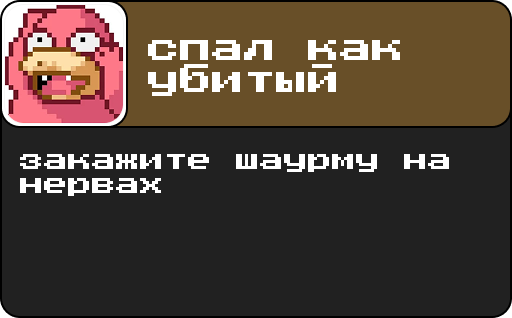 спал как
убитый
закажите шаурму на
нервах